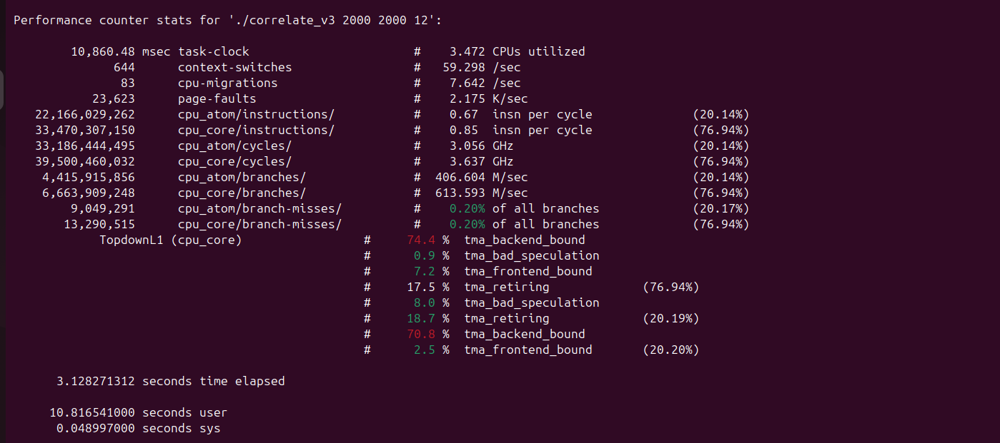 Performance counter stats for './correlate_v3 2000 2000 12':
10,860.48 msec task-clock # 3.472 CPUs utilized
644 context-switches # 59.298 /sec
83 cpu-migrations # 7.642 /sec
23,623 page-faults # 2.175 K/sec
22,166,029,262 cpu_atom/instructions/ # 0.67 insn per cycle (20.14%)
33,470,307,150 cpu_core/instructions/ # 0.85 insn per cycle (76.94%)
33,186,444,495 cpu_atom/cycles/ # 3.056 GHz (20.14%)
39,500,460,032 cpu_core/cycles/ # 3.637 GHz (76.94%)
4,415,915,856 cpu_atom/branches/ # 406.604 M/sec (20.14%)
6,663,909,248 cpu_core/branches/ # 613.593 M/sec (76.94%)
9,049,291 cpu_atom/branch-misses/ # 0.20% of all branches (20.17%)
13,290,515 cpu_core/branch-misses/ # 0.20% of all branches (76.94%)
TopdownL1 (cpu_core) # 74.4 % tma_backend_bound
# 0.9 % tma_bad_speculation
# 7.2 % tma_frontend_bound
# 17.5 % tma_retiring (76.94%)
# 8.0 % tma_bad_speculation
# 18.7 % tma_retiring (20.19%)
# 70.8 % tma_backend_bound
# 2.5 % tma_frontend_bound (20.20%)
3.128271312 seconds time elapsed
10.816541000 seconds user
0.048997000 seconds sys